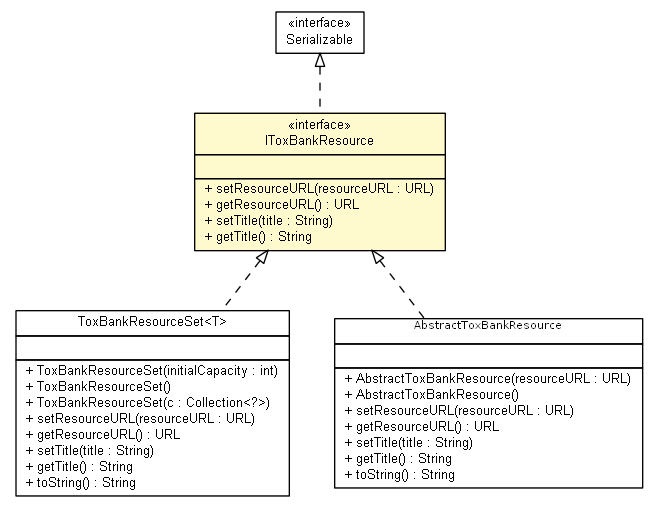 «interface»
Serializable
«interface»
IToxBankResource
+ setResourceURL(resourceURL : URL)
+ getResourceURL() : URL
+ setTitle(title : String)
+ getTitle() : String
ToxBankResourceSet<T>
+ ToxBankResourceSet(initialCapacity : int)
+ ToxBankResourceSet()
+ ToxBankResourceSet(c : Collection<?>)
+ setResourceURL(resourceURL : URL)
+ getResourceURL() : URL
+ setTitle(title : String)
+ getTitle() : String
+ toString() : String
AbstractToxBankResource
+ AbstractToxBankResource(resourceURL : URL)
+ AbstractToxBankResource()
+ setResourceURL(resourceURL : URL)
+ getResourceURL() : URL
+ setTitle(title : String)
+ getTitle() : String
+ toString() : String